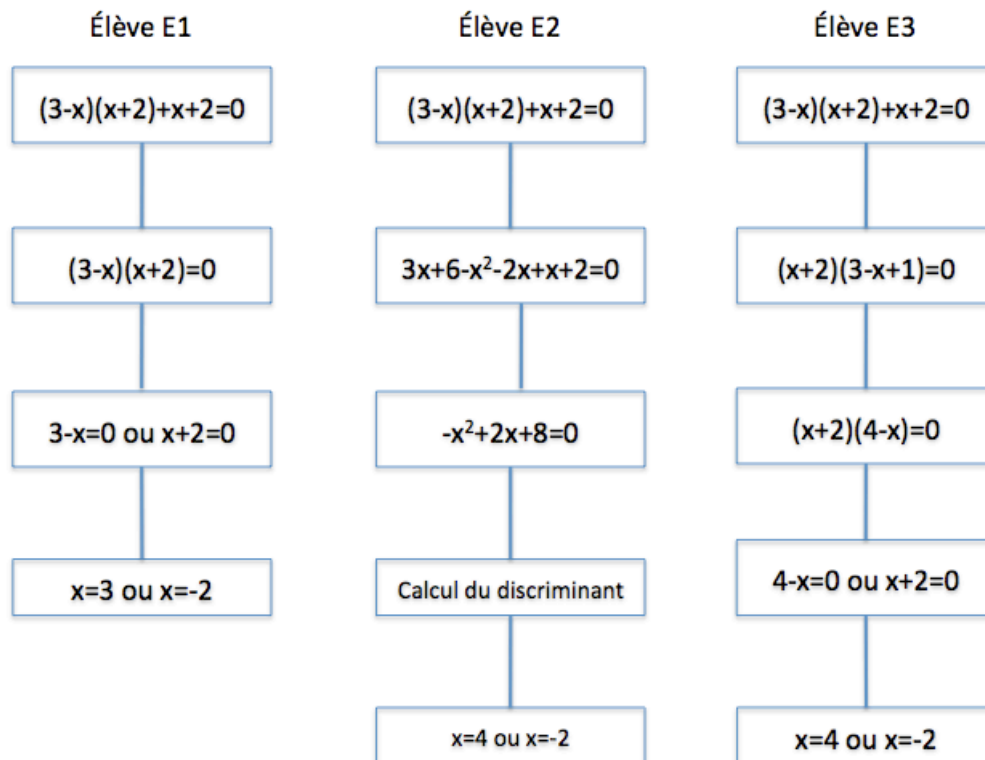 Élève E1
(3-x)(x+2)+x+2=0
(3-x)(x+2)=0
3-x=0 ou x+2=0
x=3 ou x=-2
Élève E2
(3-x)(x+2)+x+2=0
3x+6-x²-2x+x+2=0
-x²+2x+8=0
Calcul du discriminant
x=4 ou x=-2
Élève E3
(3-x)(x+2)+x+2=0
(x+2)(3-x+1)=0
(x+2)(4-x)=0
4-x=0 ou x+2=0
x=4 ou x=-2